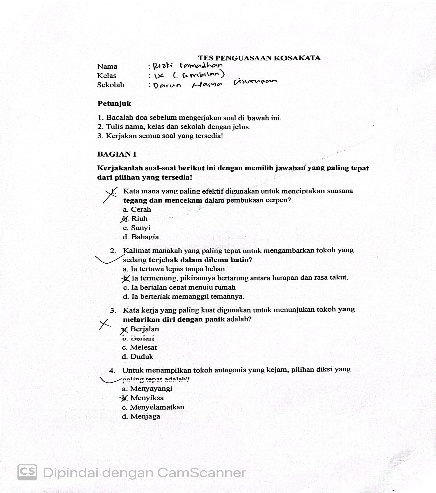 TES PENGUASAAN KOSAKATA
Nama : Rizki ramadhan
Kelas : IX (sembilan)
Sekolah : Darun
Petunjuk
1. Bacalah doa sebelum mengerjakan soal di bawah ini.
2. Tulis nama, kelas dan sekolah dengan jelas.
3. Kerjakan semua soal yang tersedia!
BAGIAN I
Kerjakanlah soal-soal berikut ini dengan memilih jawaban yang paling tepat
dari pilihan yang tersedia!
1. Kata mana yang paling efektif digunakan untuk menciptakan suasana
tegang dan mencekam dalam pembukaan cerpen?
a. Cerah
b. Riuh
c. Sunyi
d. Bahagia
2. Kalimat manakah yang paling tepat untuk mengambarkan tokoh yang
sedang terjebak dalam dilema batin?
a. Ia tertawa lepas tanpa beban
b. Ia termenung, pikirannya bertarung antara harapan dan rasa takut.
c. Ia berjalan cepat menuju rumah
d. Ia berteriak memanggil temannya.
3. Kata kerja yang paling kuat digunakan untuk menunjukan tokoh yang
melarikan diri dengan panik adalah?
a. Berjalan
b.
c. Melesat
d. Duduk
4. Untuk menampilkan tokoh antagonis yang kejam, pilihan diksi yang
paling tepat adalah?
a. Menyayangi
b. Menyiksa
c. Menyelamatkan
d. Menjaga
CS Dipindai dengan CamScanner